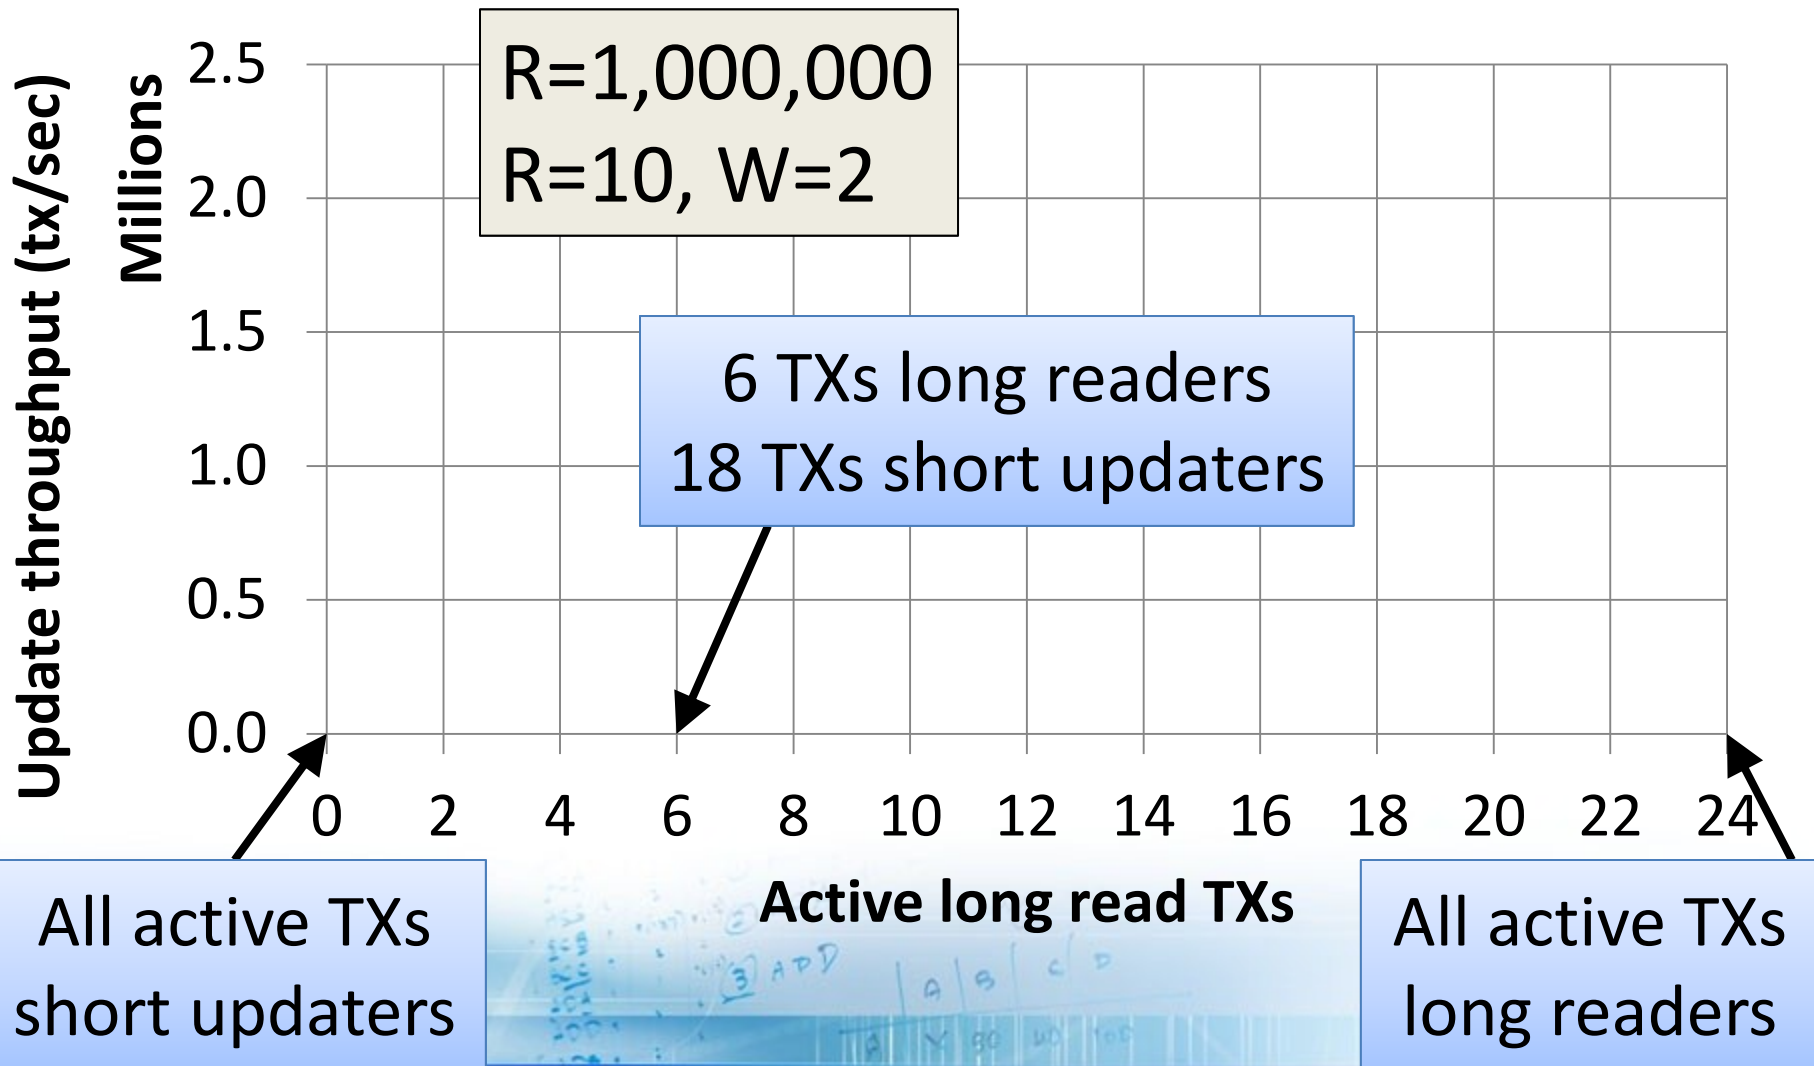 R=1,000,000
R=10, W=2
Update throughput (tx/sec)
Millions
2.5
2.0
1.5
1.0
0.5
0.0
6 TXs long readers
18 TXs short updaters
0 2 4 6 8 10 12 14 16 18 20 22 24
Active long read TXs
All active TXs
short updaters
All active TXs
long readers
3 ADD
A B C D